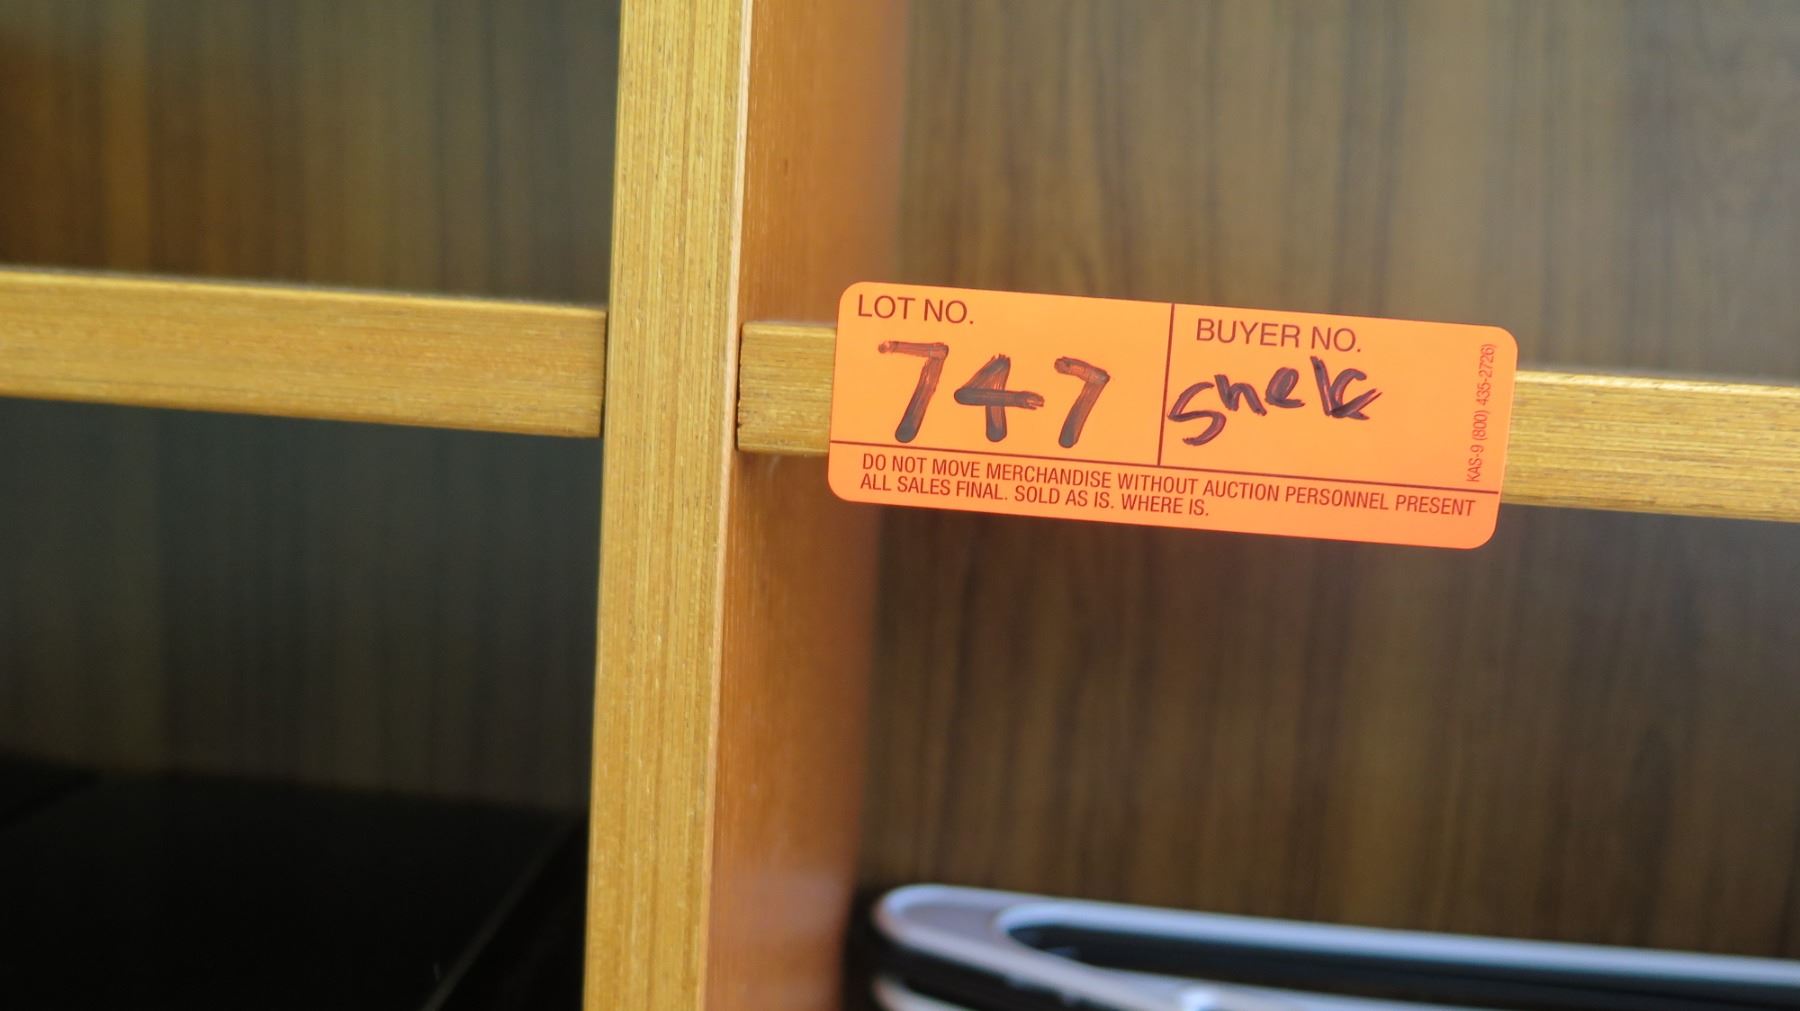 LOT NO.
747
BUYER NO.
KAS-9 (800) 435-2726)
DO NOT MOVE MERCHANDISE WITHOUT AUCTION PERSONNEL PRESENT
ALL SALES FINAL. SOLD AS IS. WHERE IS.